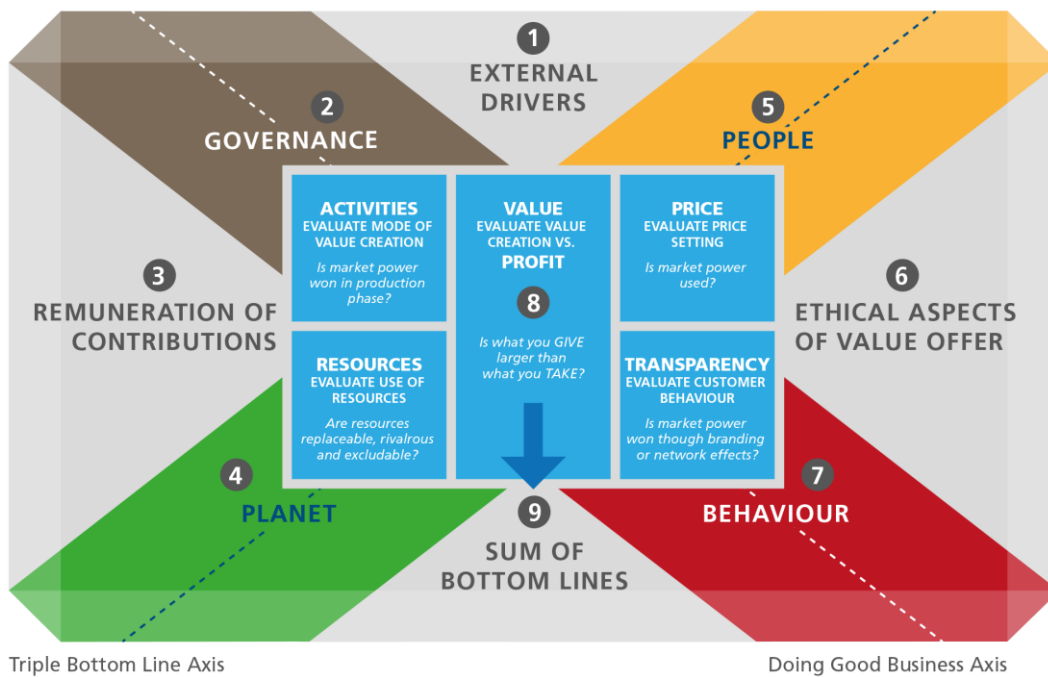 1
EXTERNAL
DRIVERS
2
GOVERNANCE
5
PEOPLE
ACTIVITIES
EVALUATE MODE OF
VALUE CREATION
Is market power
won in production
phase?
VALUE
EVALUATE VALUE
CREATION VS.
PROFIT
8
Is what you GIVE
larger than
what you TAKE?
PRICE
EVALUATE PRICE
SETTING
Is market power
used?
3
REMUNERATION OF
CONTRIBUTIONS
6
ETHICAL ASPECTS
OF VALUE OFFER
RESOURCES
EVALUATE USE OF
RESOURCES
Are resources
replaceable, rivalrous
and excludable?
TRANSPARENCY
EVALUATE CUSTOMER
BEHAVIOUR
Is market power
won though branding
or network effects?
4
PLANET
7
BEHAVIOUR
9
SUM OF
BOTTOM LINES
Triple Bottom Line Axis
Doing Good Business Axis